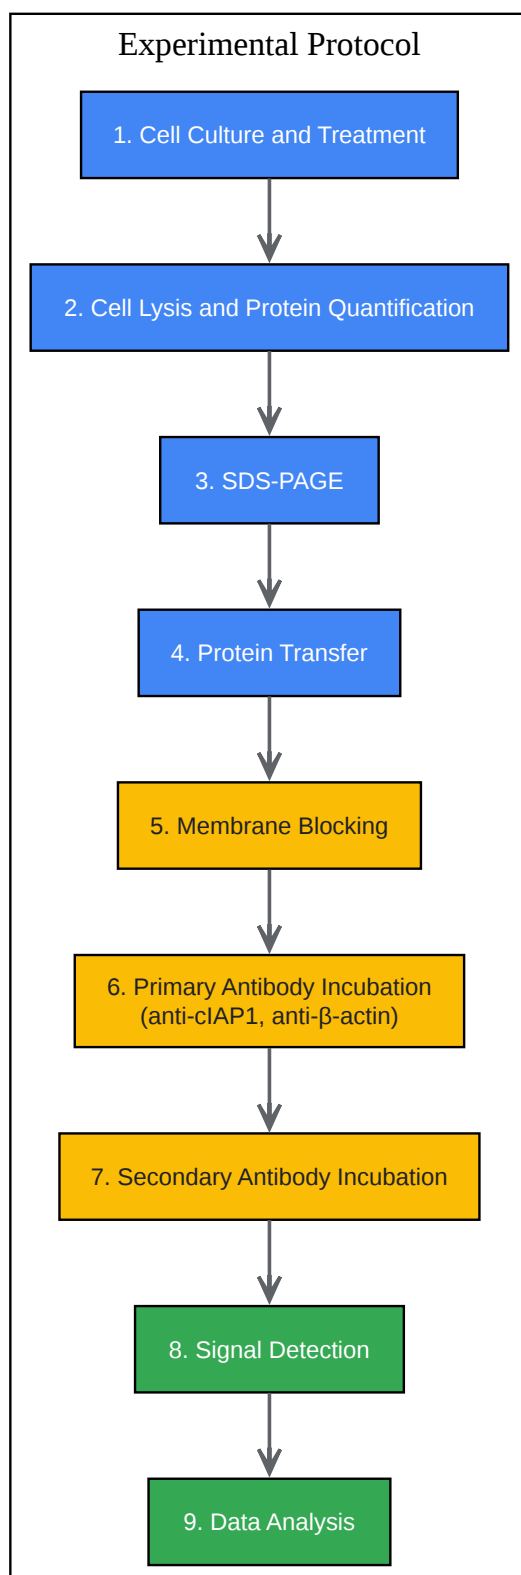 Experimental Protocol
1. Cell Culture and Treatment
2. Cell Lysis and Protein Quantification
3. SDS-PAGE
4. Protein Transfer
5. Membrane Blocking
6. Primary Antibody Incubation
(anti-cIAP1, anti-β-actin)
7. Secondary Antibody Incubation
8. Signal Detection
9. Data Analysis